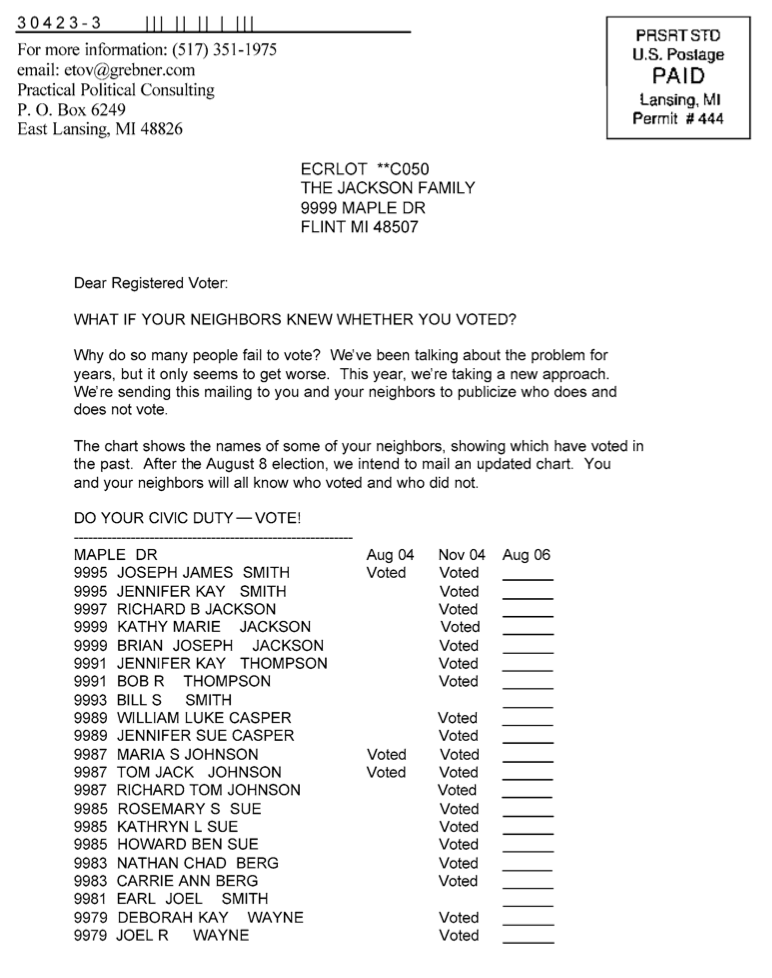 30423-3 ||| || || |||
For more information: (517) 351-1975
email: etov@grebner.com
Practical Political Consulting
P. O. Box 6249
East Lansing, MI 48826
PRSRT STD
U.S. Postage
PAID
Lansing, MI
Permit # 444
ECRLOT **C050
THE JACKSON FAMILY
9999 MAPLE DR
FLINT MI 48507
Dear Registered Voter:
WHAT IF YOUR NEIGHBORS KNEW WHETHER YOU VOTED?
Why do so many people fail to vote? We've been talking about the problem for
years, but it only seems to get worse. This year, we're taking a new approach.
We're sending this mailing to you and your neighbors to publicize who does and
does not vote.
The chart shows the names of some of your neighbors, showing which have voted in
the past. After the August 8 election, we intend to mail an updated chart. You
and your neighbors will all know who voted and who did not.
DO YOUR CIVIC DUTY — VOTE!
------------------------------------------------------------
MAPLE DR Aug 04 Nov 04 Aug 06
9995 JOSEPH JAMES SMITH Voted Voted ______
9995 JENNIFER KAY SMITH Voted ______
9997 RICHARD B JACKSON Voted ______
9999 KATHY MARIE JACKSON Voted ______
9999 BRIAN JOSEPH JACKSON Voted ______
9991 JENNIFER KAY THOMPSON Voted ______
9991 BOB R THOMPSON Voted ______
9993 BILL S SMITH ______
9989 WILLIAM LUKE CASPER Voted ______
9989 JENNIFER SUE CASPER Voted ______
9987 MARIA S JOHNSON Voted Voted ______
9987 TOM JACK JOHNSON Voted Voted ______
9987 RICHARD TOM JOHNSON Voted ______
9985 ROSEMARY S SUE Voted ______
9985 KATHRYN L SUE Voted ______
9985 HOWARD BEN SUE Voted ______
9983 NATHAN CHAD BERG Voted ______
9983 CARRIE ANN BERG Voted ______
9981 EARL JOEL SMITH ______
9979 DEBORAH KAY WAYNE Voted ______
9979 JOEL R WAYNE Voted ______